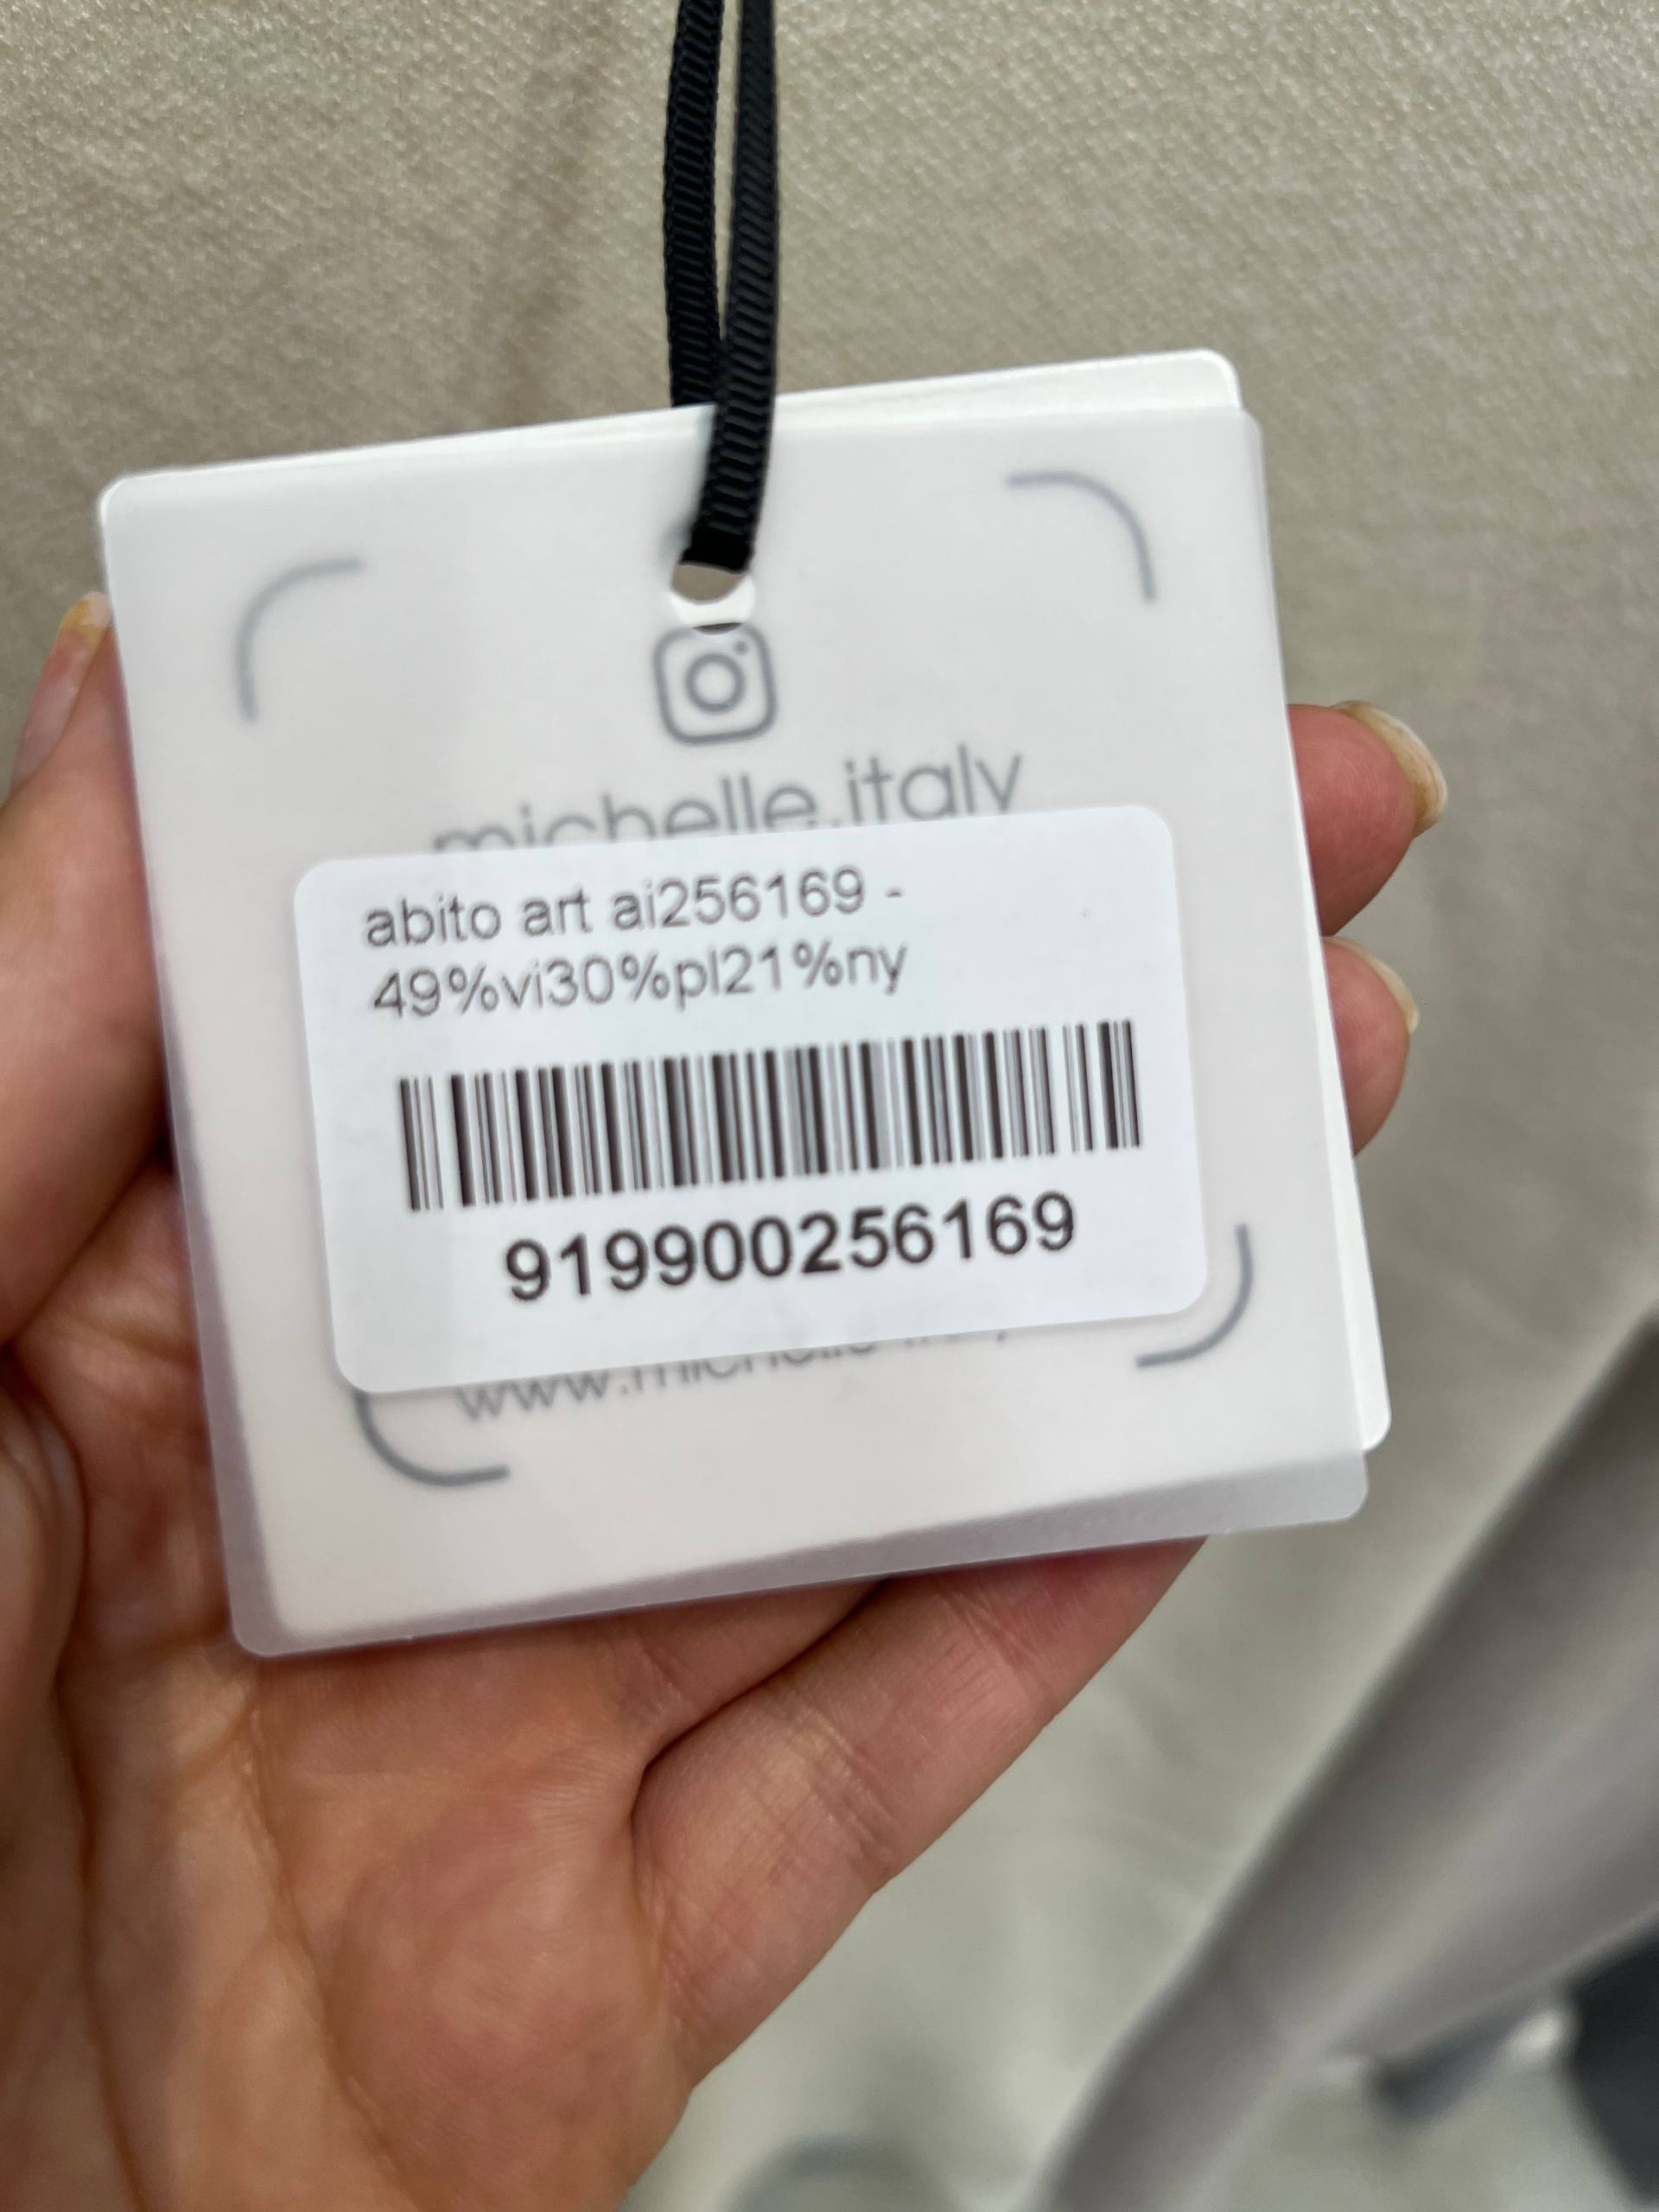 michelle.italy
abito art ai256169 -
49%vi30%pl21%ny
919900256169